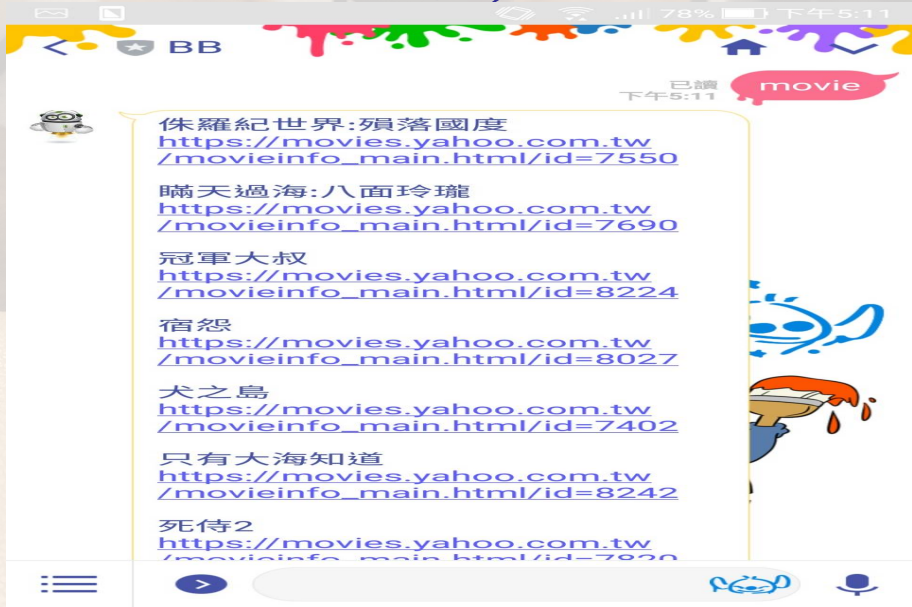 78% 下午5:11
BB
已讀
下午5:11
movie
侏羅紀世界:殞落國度
https://movies.yahoo.com.tw
/movieinfo_main.html/id=7550
瞞天過海:八面玲瓏
https://movies.yahoo.com.tw
/movieinfo_main.html/id=7690
冠軍大叔
https://movies.yahoo.com.tw
/movieinfo_main.html/id=8224
宿怨
https://movies.yahoo.com.tw
/movieinfo_main.html/id=8027
犬之島
https://movies.yahoo.com.tw
/movieinfo_main.html/id=7402
只有大海知道
https://movies.yahoo.com.tw
/movieinfo_main.html/id=8242
死侍2
https://movies.yahoo.com.tw